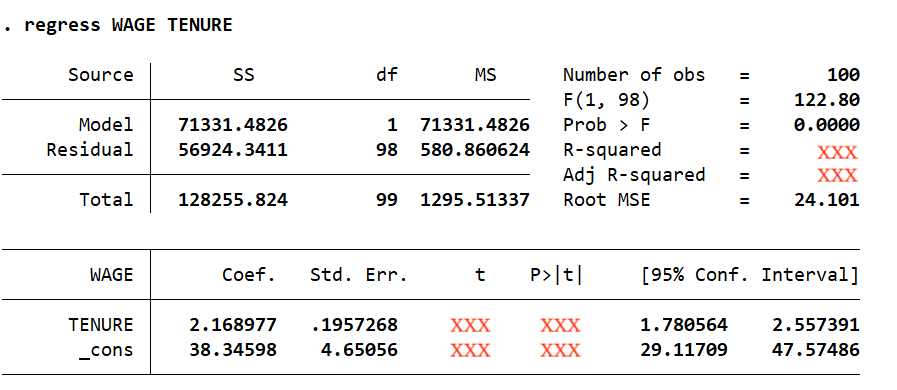 . regress WAGE TENURE
Source SS df MS Number of obs = 100
F(1, 98) = 122.80
Model 71331.4826 1 71331.4826 Prob > F = 0.0000
Residual 56924.3411 98 580.860624 R-squared = XXX
Adj R-squared = XXX
Total 128255.824 99 1295.51337 Root MSE = 24.101
WAGE Coef. Std. Err. t P>|t| [95% Conf. Interval]
TENURE 2.168977 .1957268 XXX XXX 1.780564 2.557391
_cons 38.34598 4.65056 XXX XXX 29.11709 47.57486